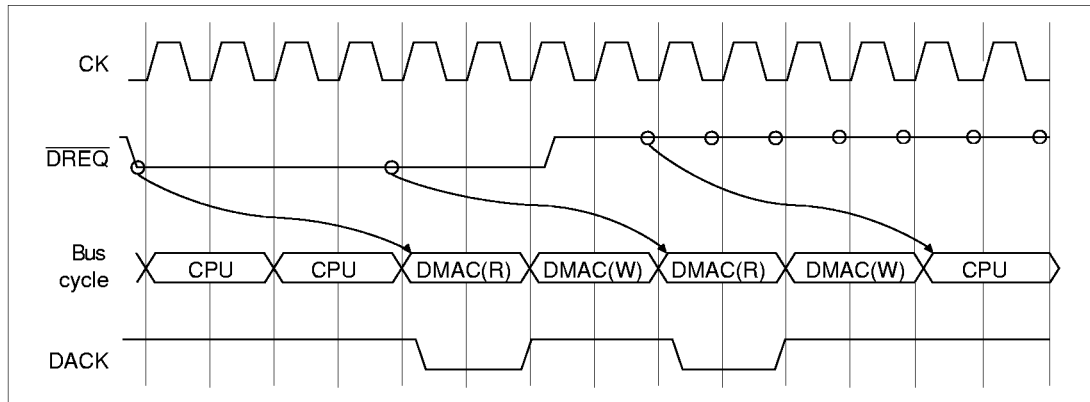 CK
DREQ
Bus
cycle
CPU CPU DMAC(R) DMAC(W) DMAC(R) DMAC(W) CPU
DACK